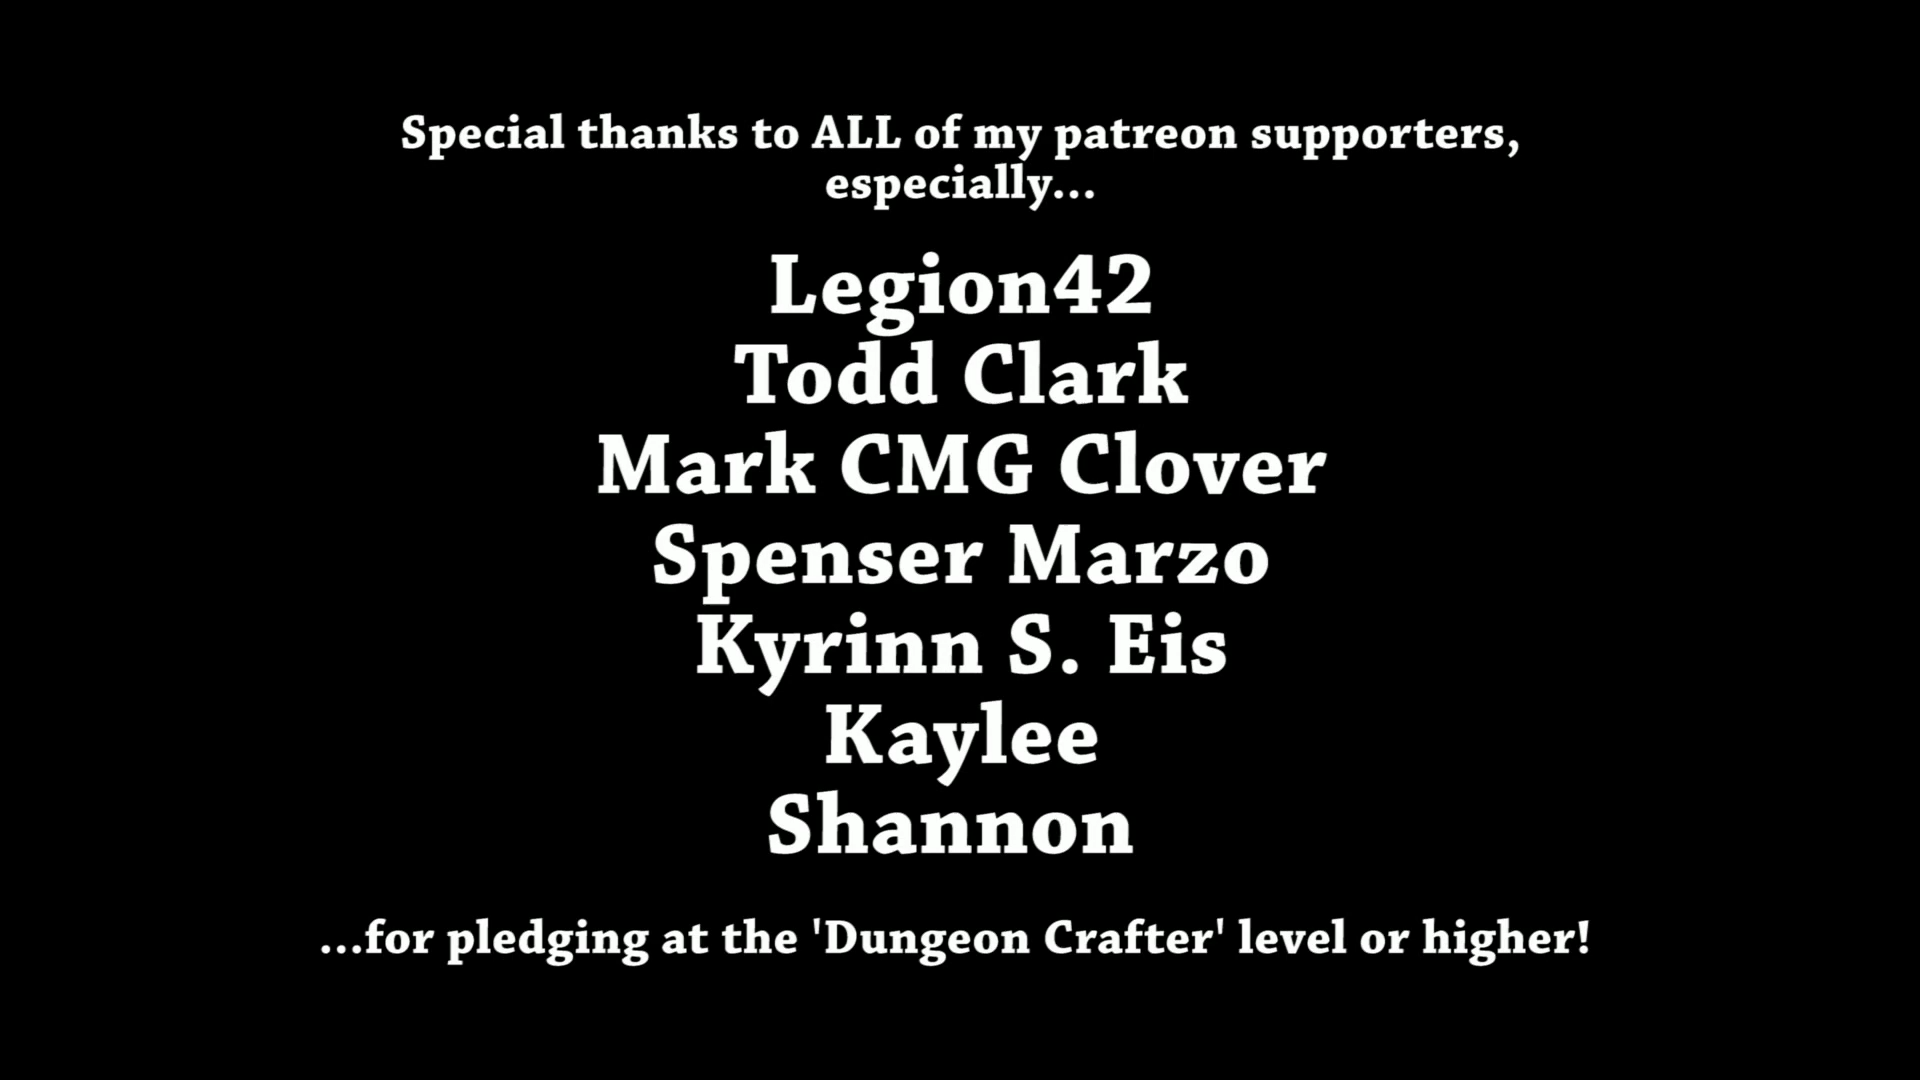 Special thanks to ALL of my patreon supporters,
especially...
Legion42
Todd Clark
Mark CMG Clover
Spenser Marzo
Kyrinn S. Eis
Kaylee
Shannon
...for pledging at the 'Dungeon Crafter' level or higher!